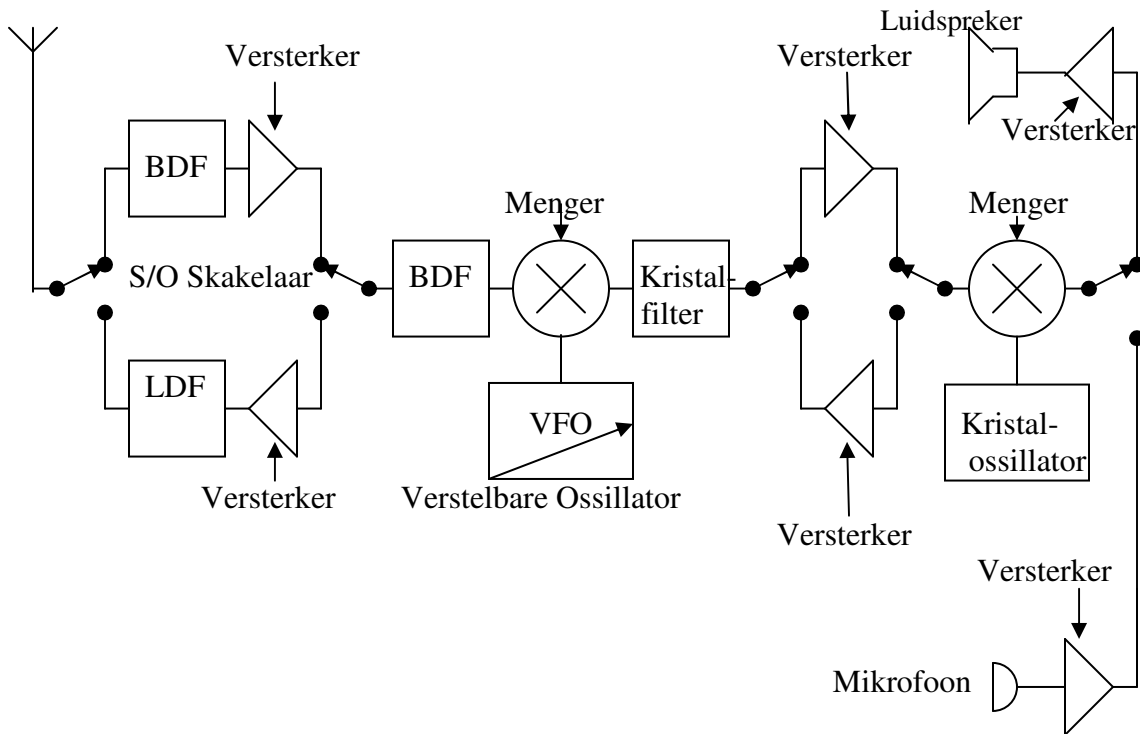 Luidspreker
Versterker
Versterker
Versterker
BDF
Menger
Menger
S/O Skakelaar
BDF
Kristal-
filter
LDF
VFO
Kristal-
ossillator
Versterker
Verstelbare Ossillator
Versterker
Versterker
Mikrofoon